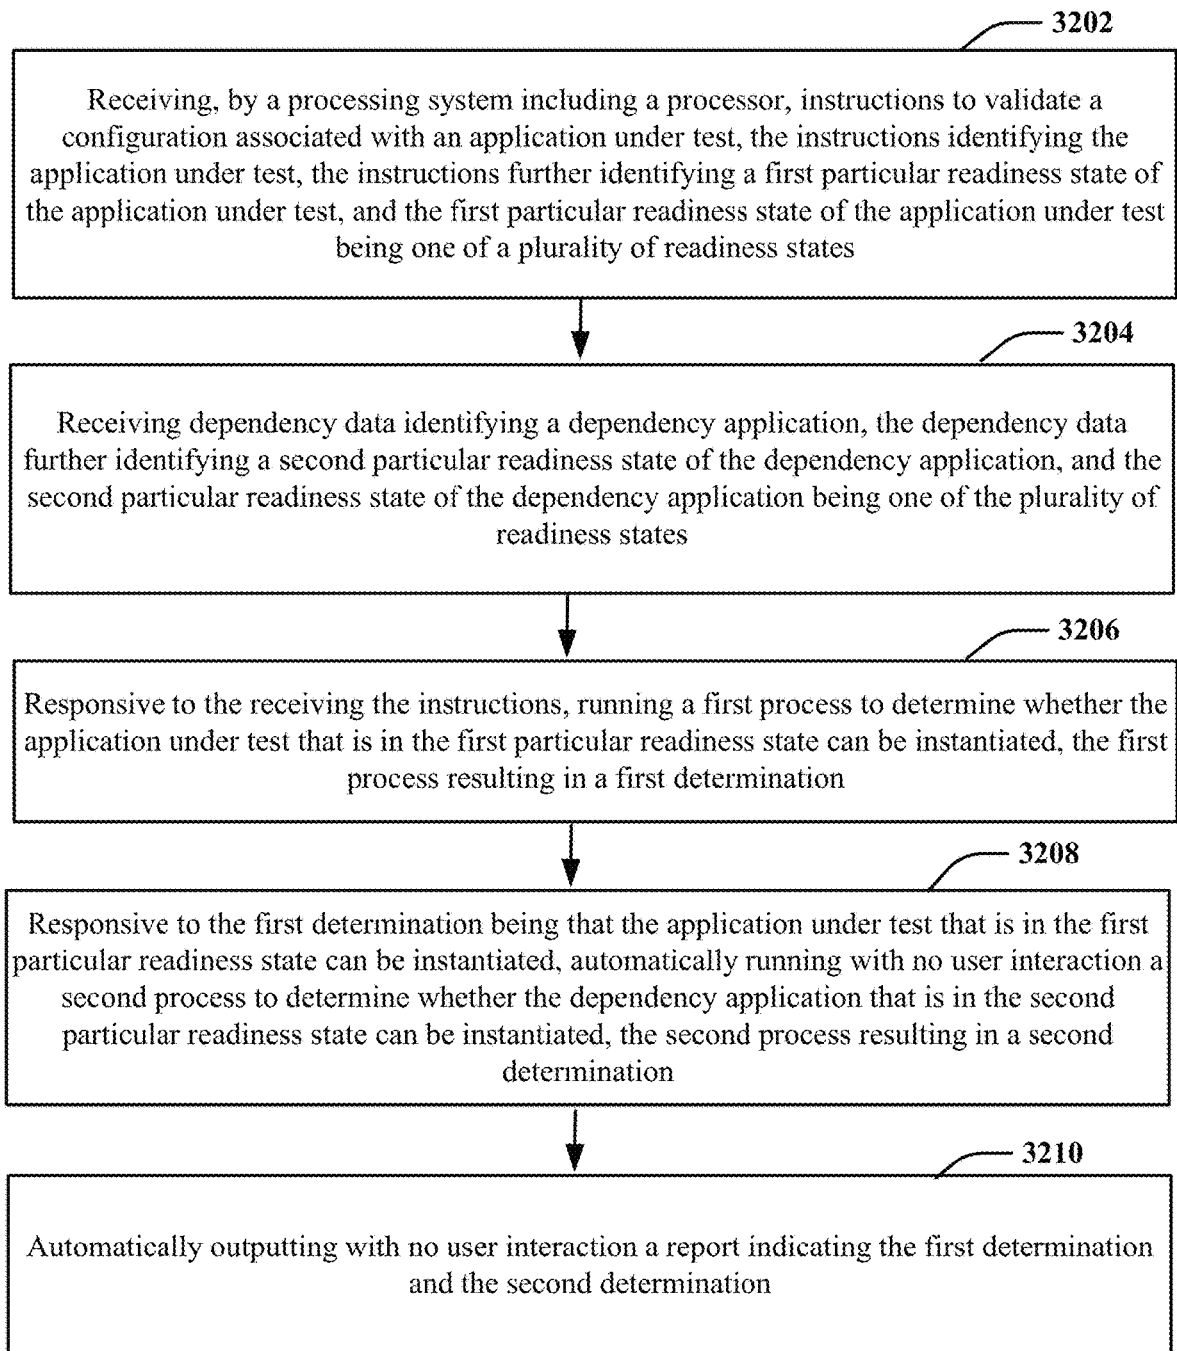 3202
Receiving, by a processing system including a processor, instructions to validate a
configuration associated with an application under test, the instructions identifying the
application under test, the instructions further identifying a first particular readiness state of
the application under test, and the first particular readiness state of the application under test
being one of a plurality of readiness states
3204
Receiving dependency data identifying a dependency application, the dependency data
further identifying a second particular readiness state of the dependency application, and the
second particular readiness state of the dependency application being one of the plurality of
readiness states
3206
Responsive to the receiving the instructions, running a first process to determine whether the
application under test that is in the first particular readiness state can be instantiated, the first
process resulting in a first determination
3208
Responsive to the first determination being that the application under test that is in the first
particular readiness state can be instantiated, automatically running with no user interaction a
second process to determine whether the dependency application that is in the second
particular readiness state can be instantiated, the second process resulting in a second
determination
3210
Automatically outputting with no user interaction a report indicating the first determination
and the second determination